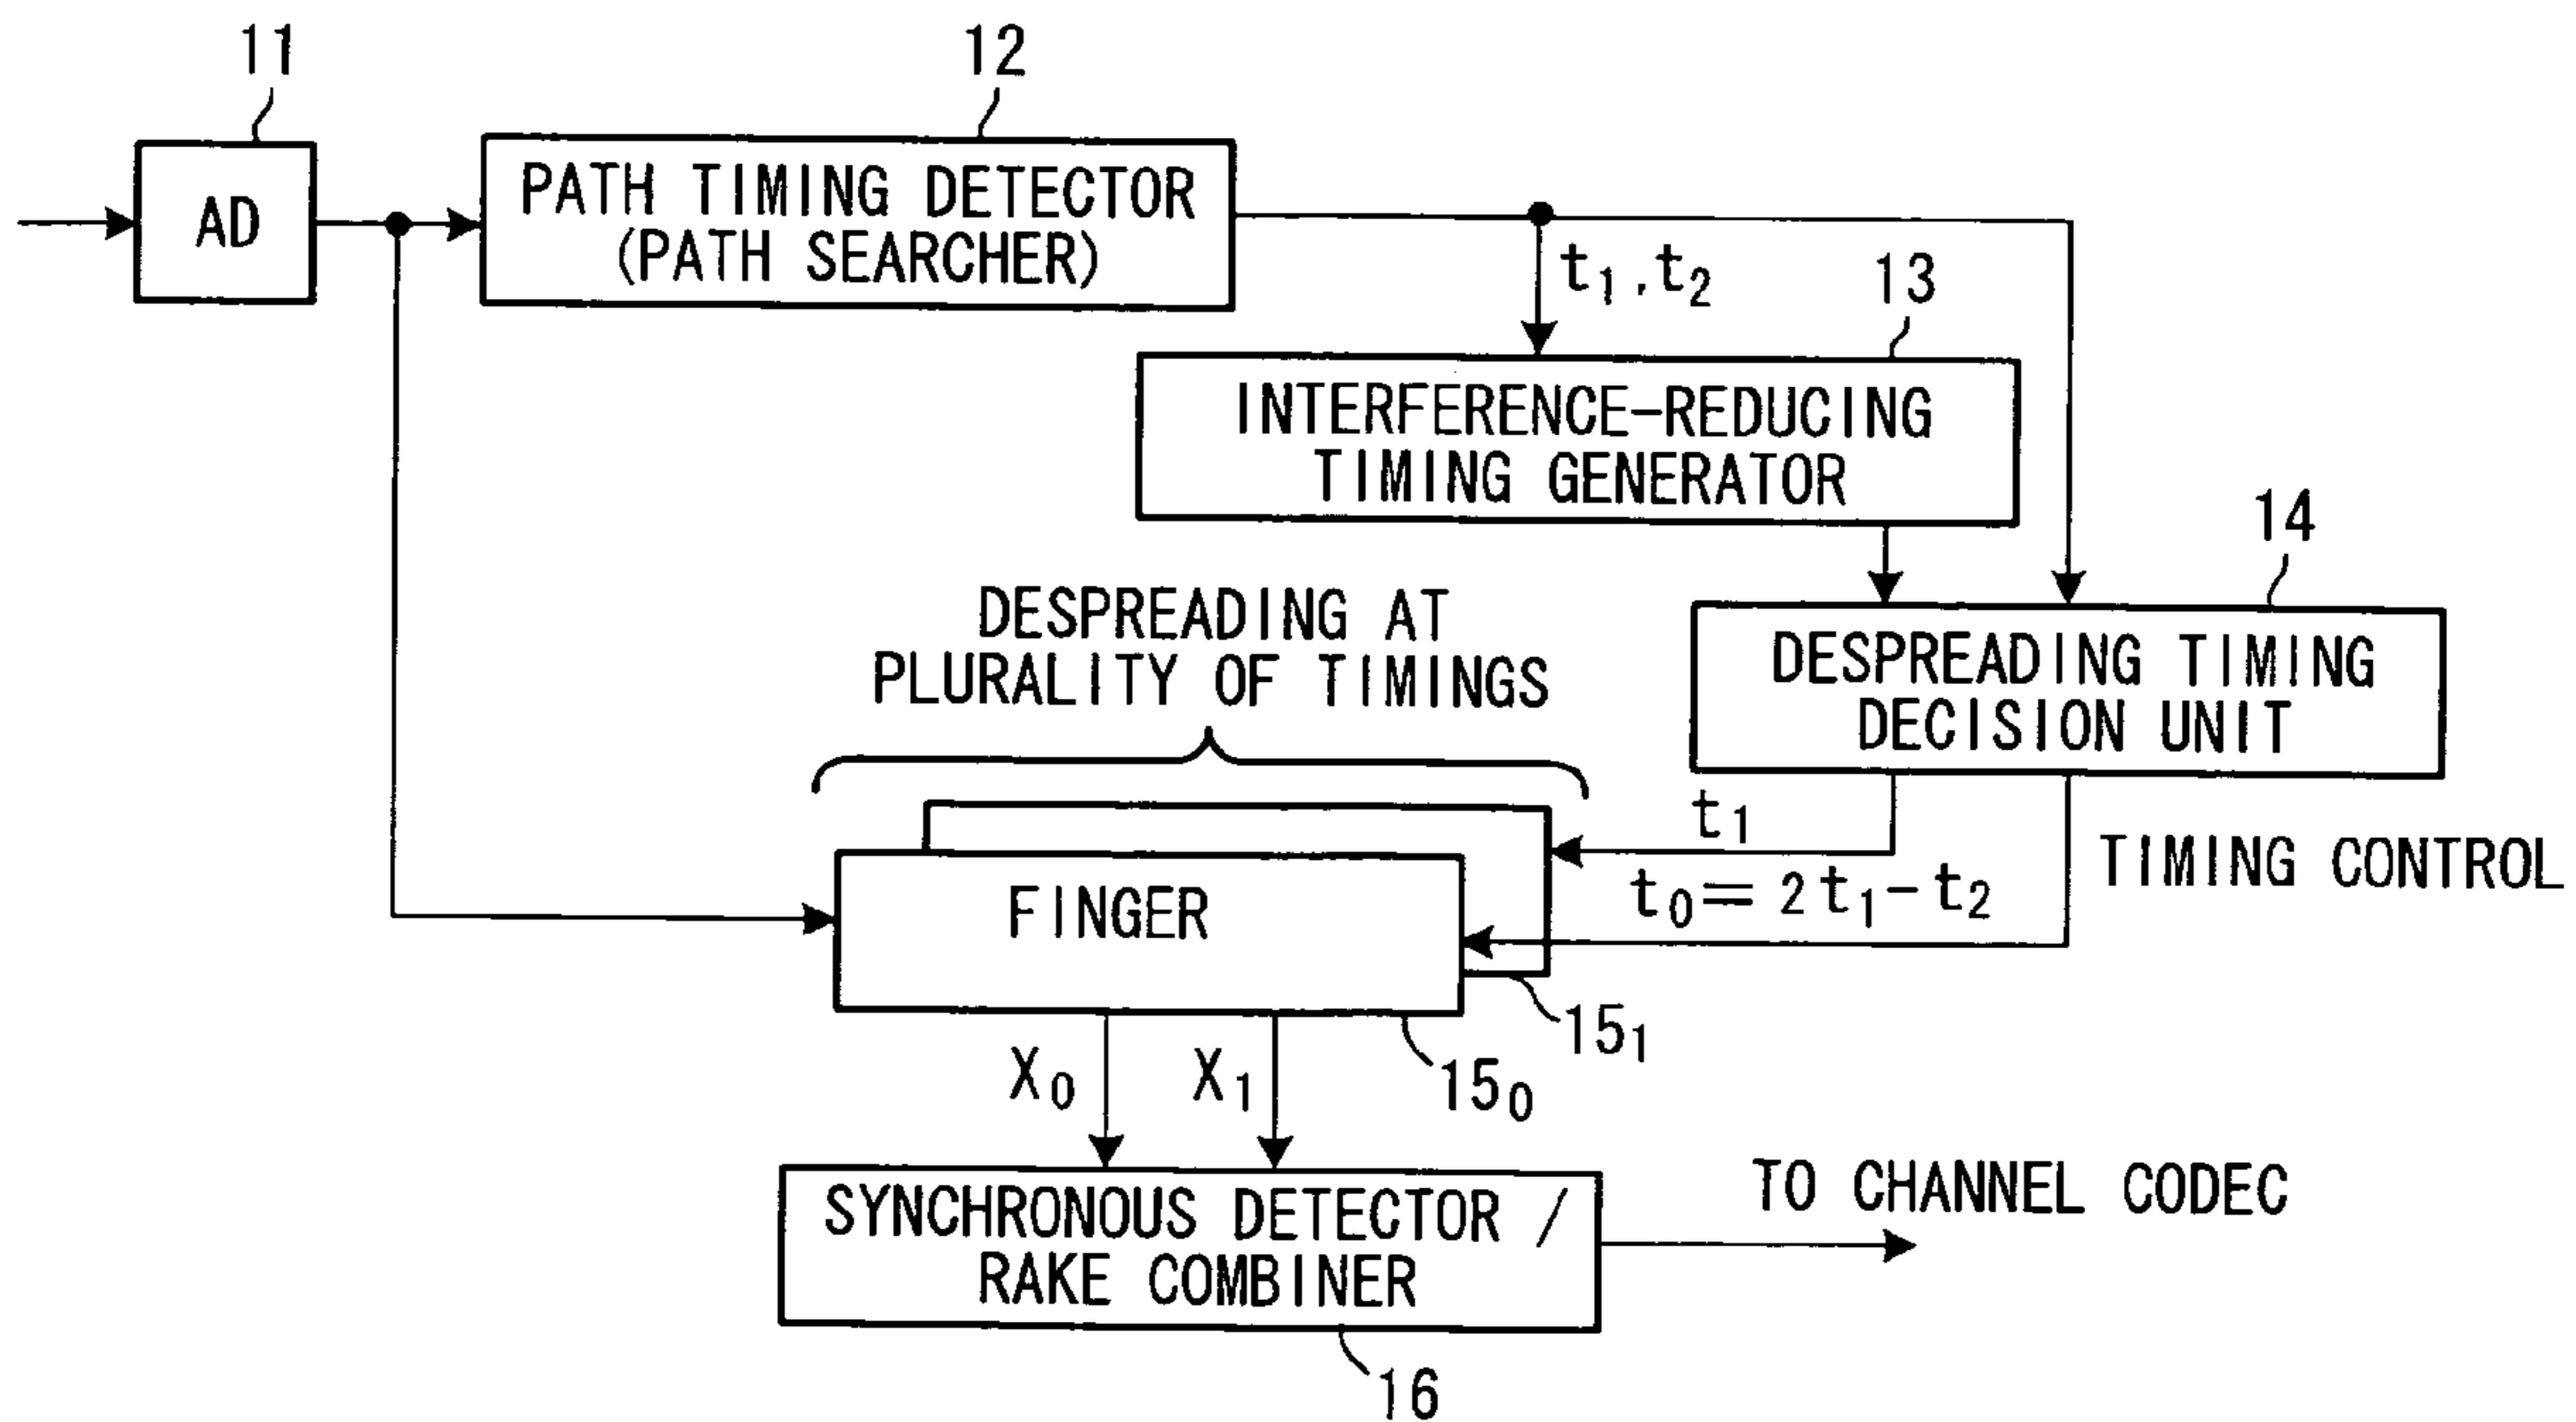 11
12
AD
PATH TIMING DETECTOR
(PATH SEARCHER)
t₁, t₂
13
INTERFERENCE-REDUCING
TIMING GENERATOR
14
DESPREADING AT
PLURALITY OF TIMINGS
DESPREADING TIMING
DECISION UNIT
t₁
TIMING CONTROL
t₀=2t₁-t₂
FINGER
15₁
15₀
X₀
X₁
SYNCHRONOUS DETECTOR/
RAKE COMBINER
TO CHANNEL CODEC
16